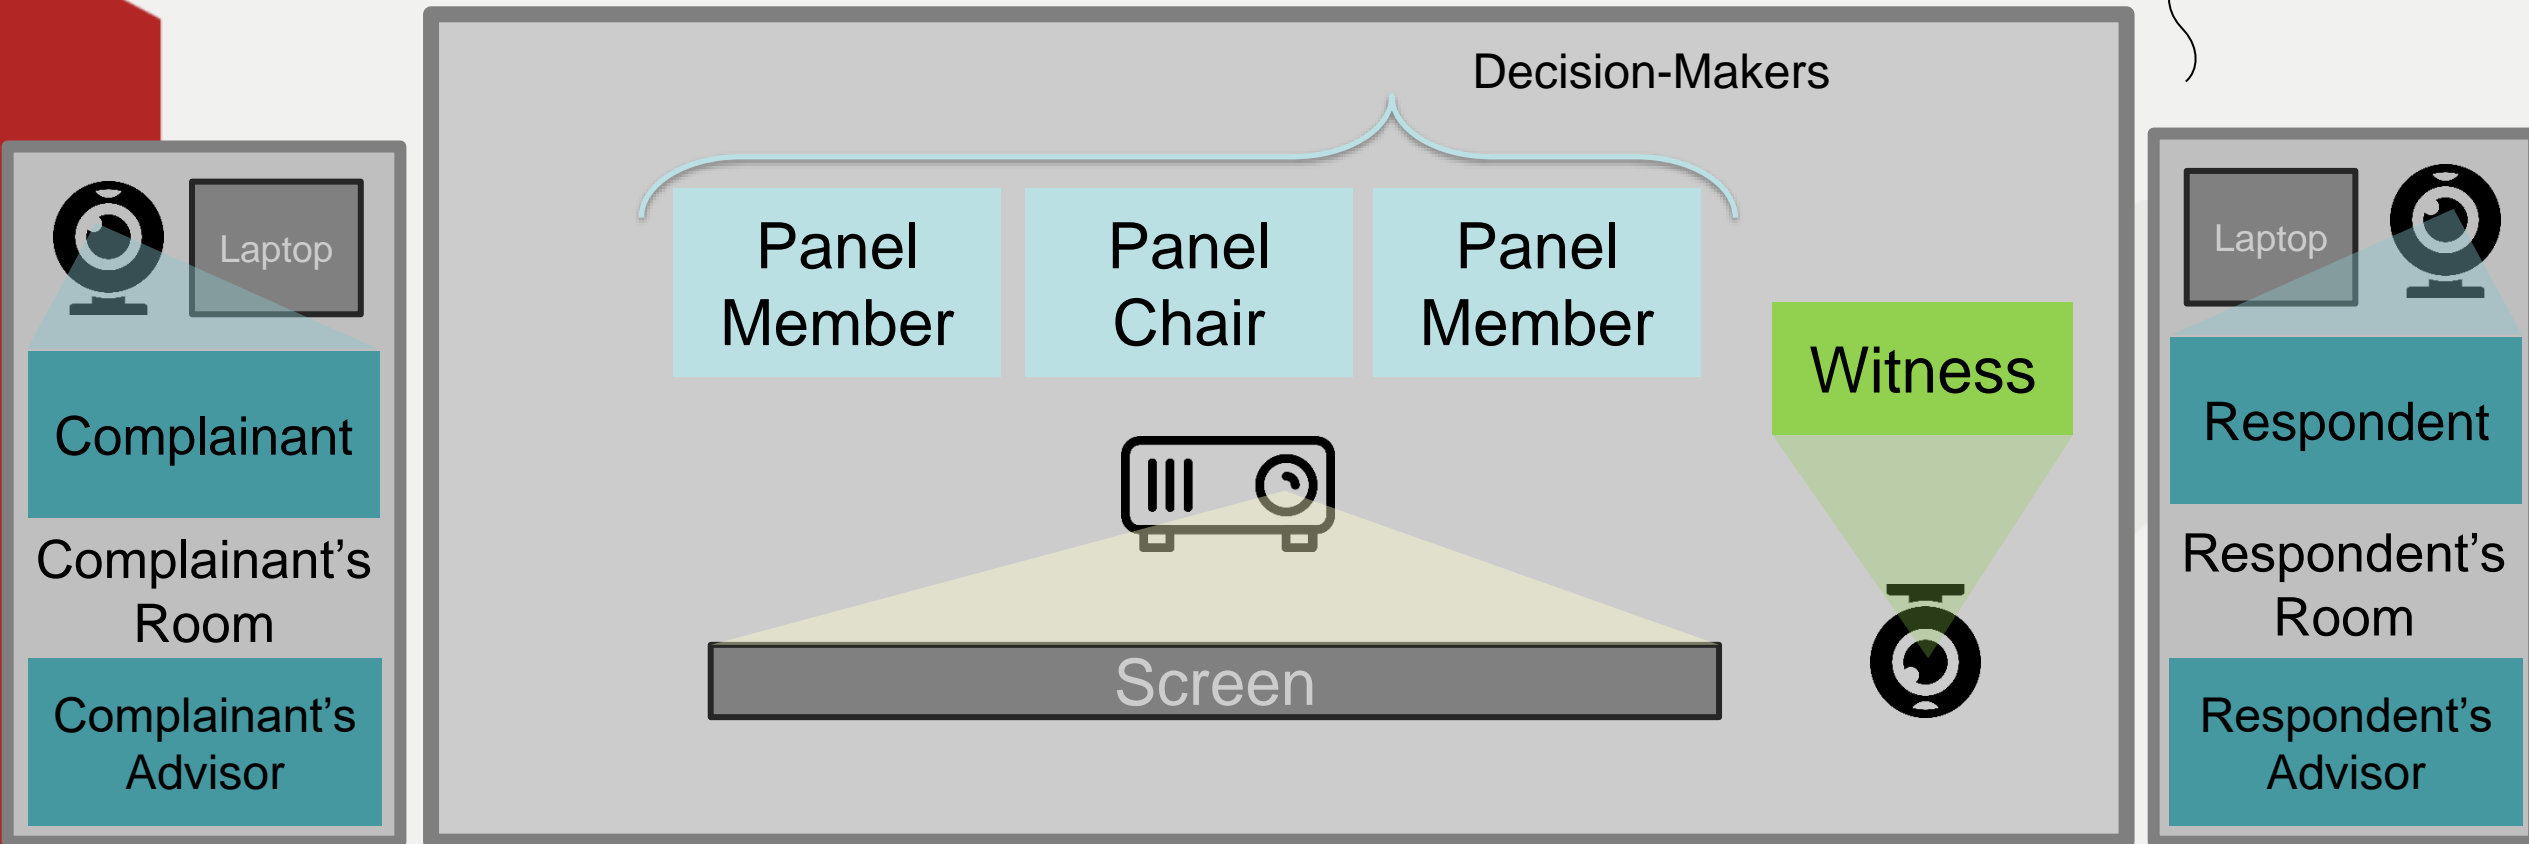 Decision-Makers
Laptop
Complainant
Complainant's
Room
Complainant's
Advisor
Panel
Member
Panel
Chair
Panel
Member
Witness
Screen
Laptop
Respondent
Respondent's
Room
Respondent's
Advisor